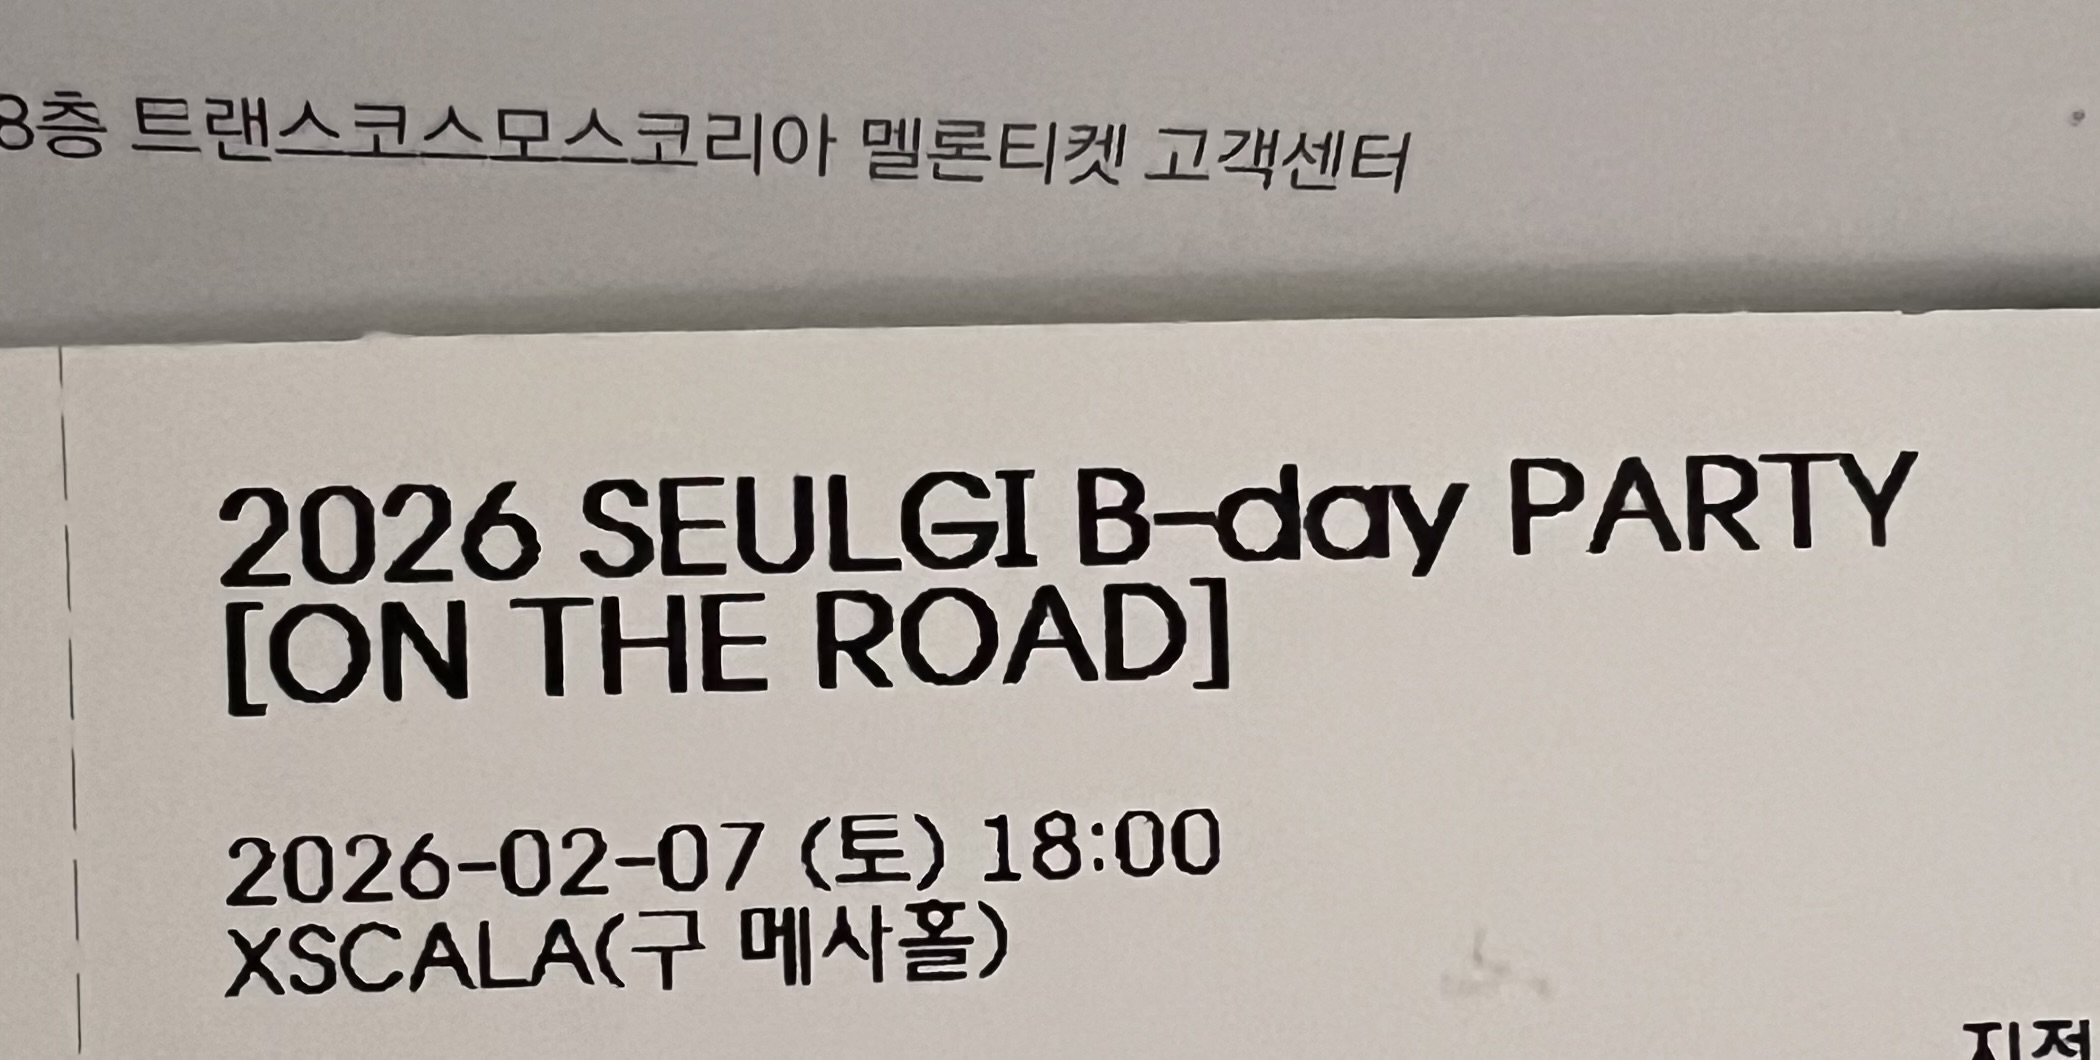 8층 트랜스코스모스코리아 멜론티켓 고객센터
2026 SEULGI B-day PARTY
[ON THE ROAD]
2026-02-07 (토) 18:00
XSCALA(구 메사홀)